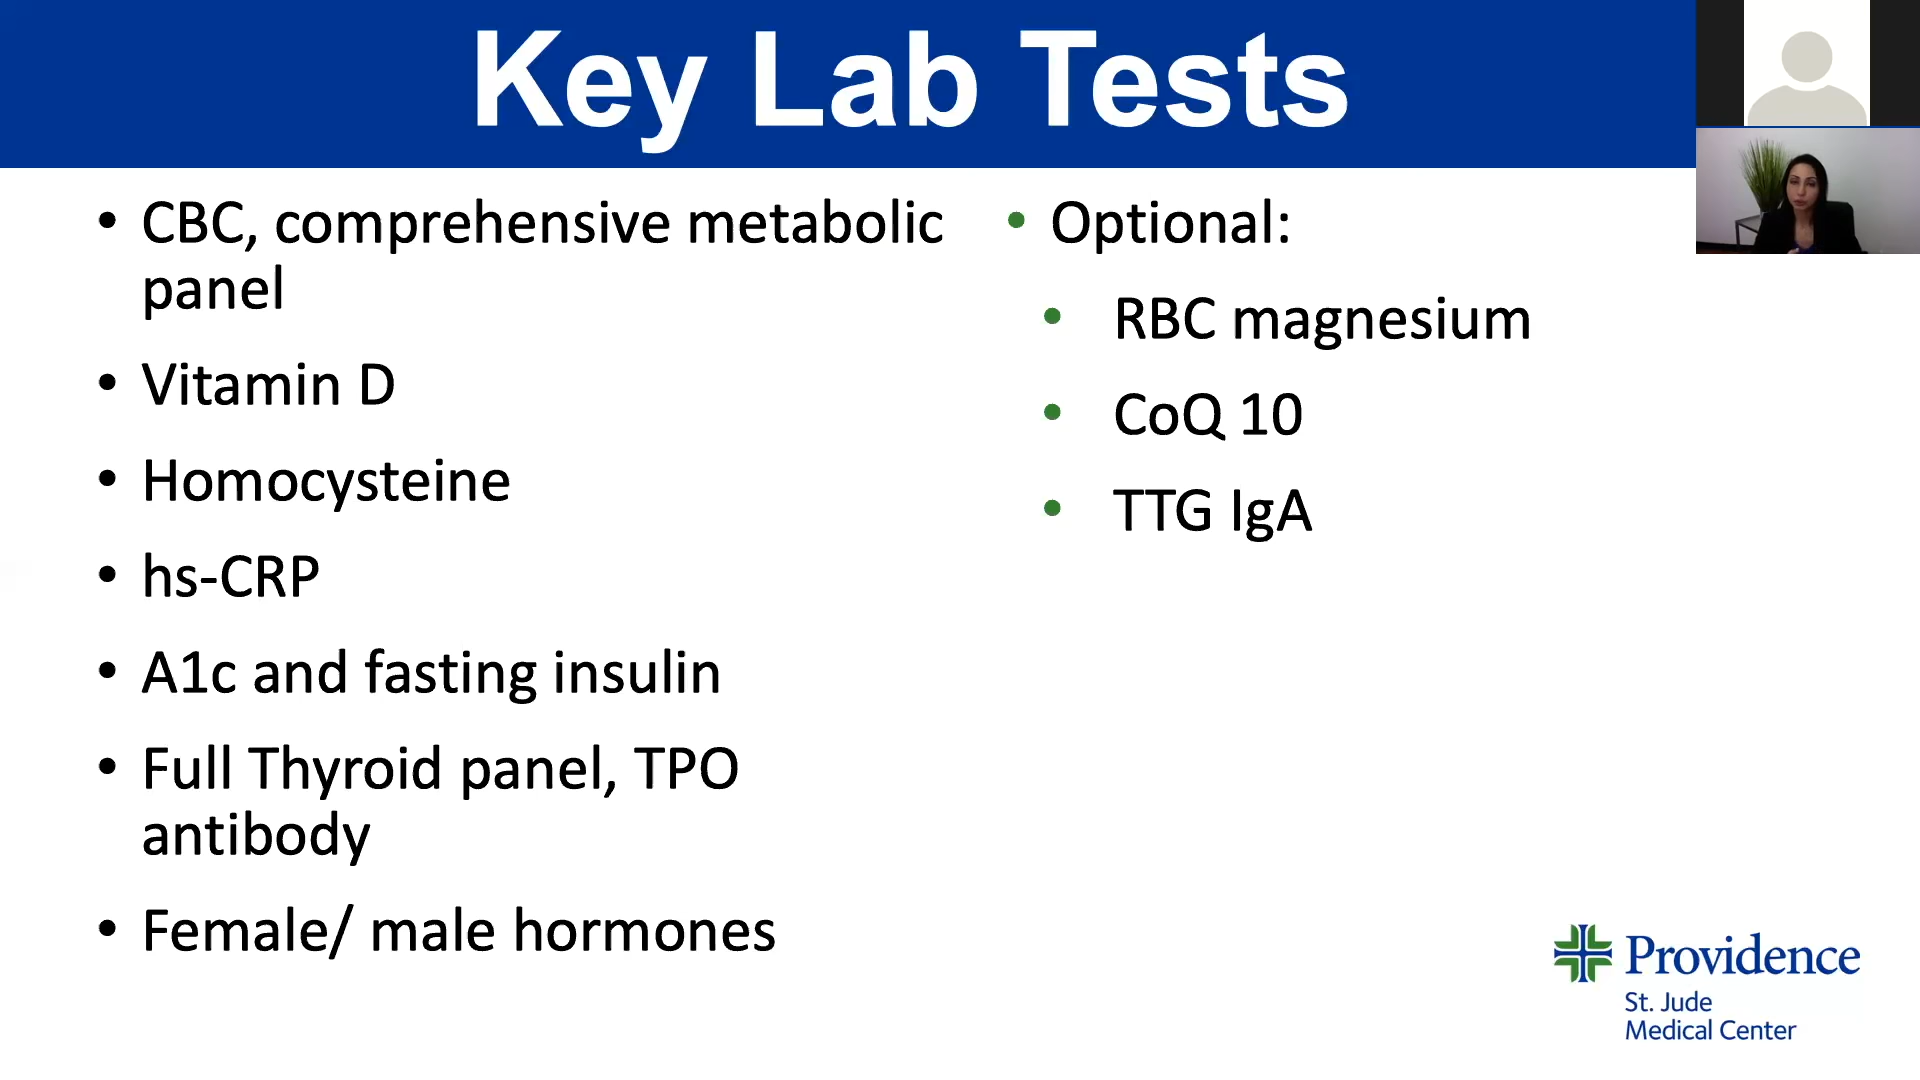 Key Lab Tests
• CBC, comprehensive metabolic
panel
• Vitamin D
• Homocysteine
• hs-CRP
• A1c and fasting insulin
• Full Thyroid panel, TPO
antibody
• Female/ male hormones
• Optional:
• RBC magnesium
• CoQ 10
• TTG IgA
Providence
St. Jude
Medical Center